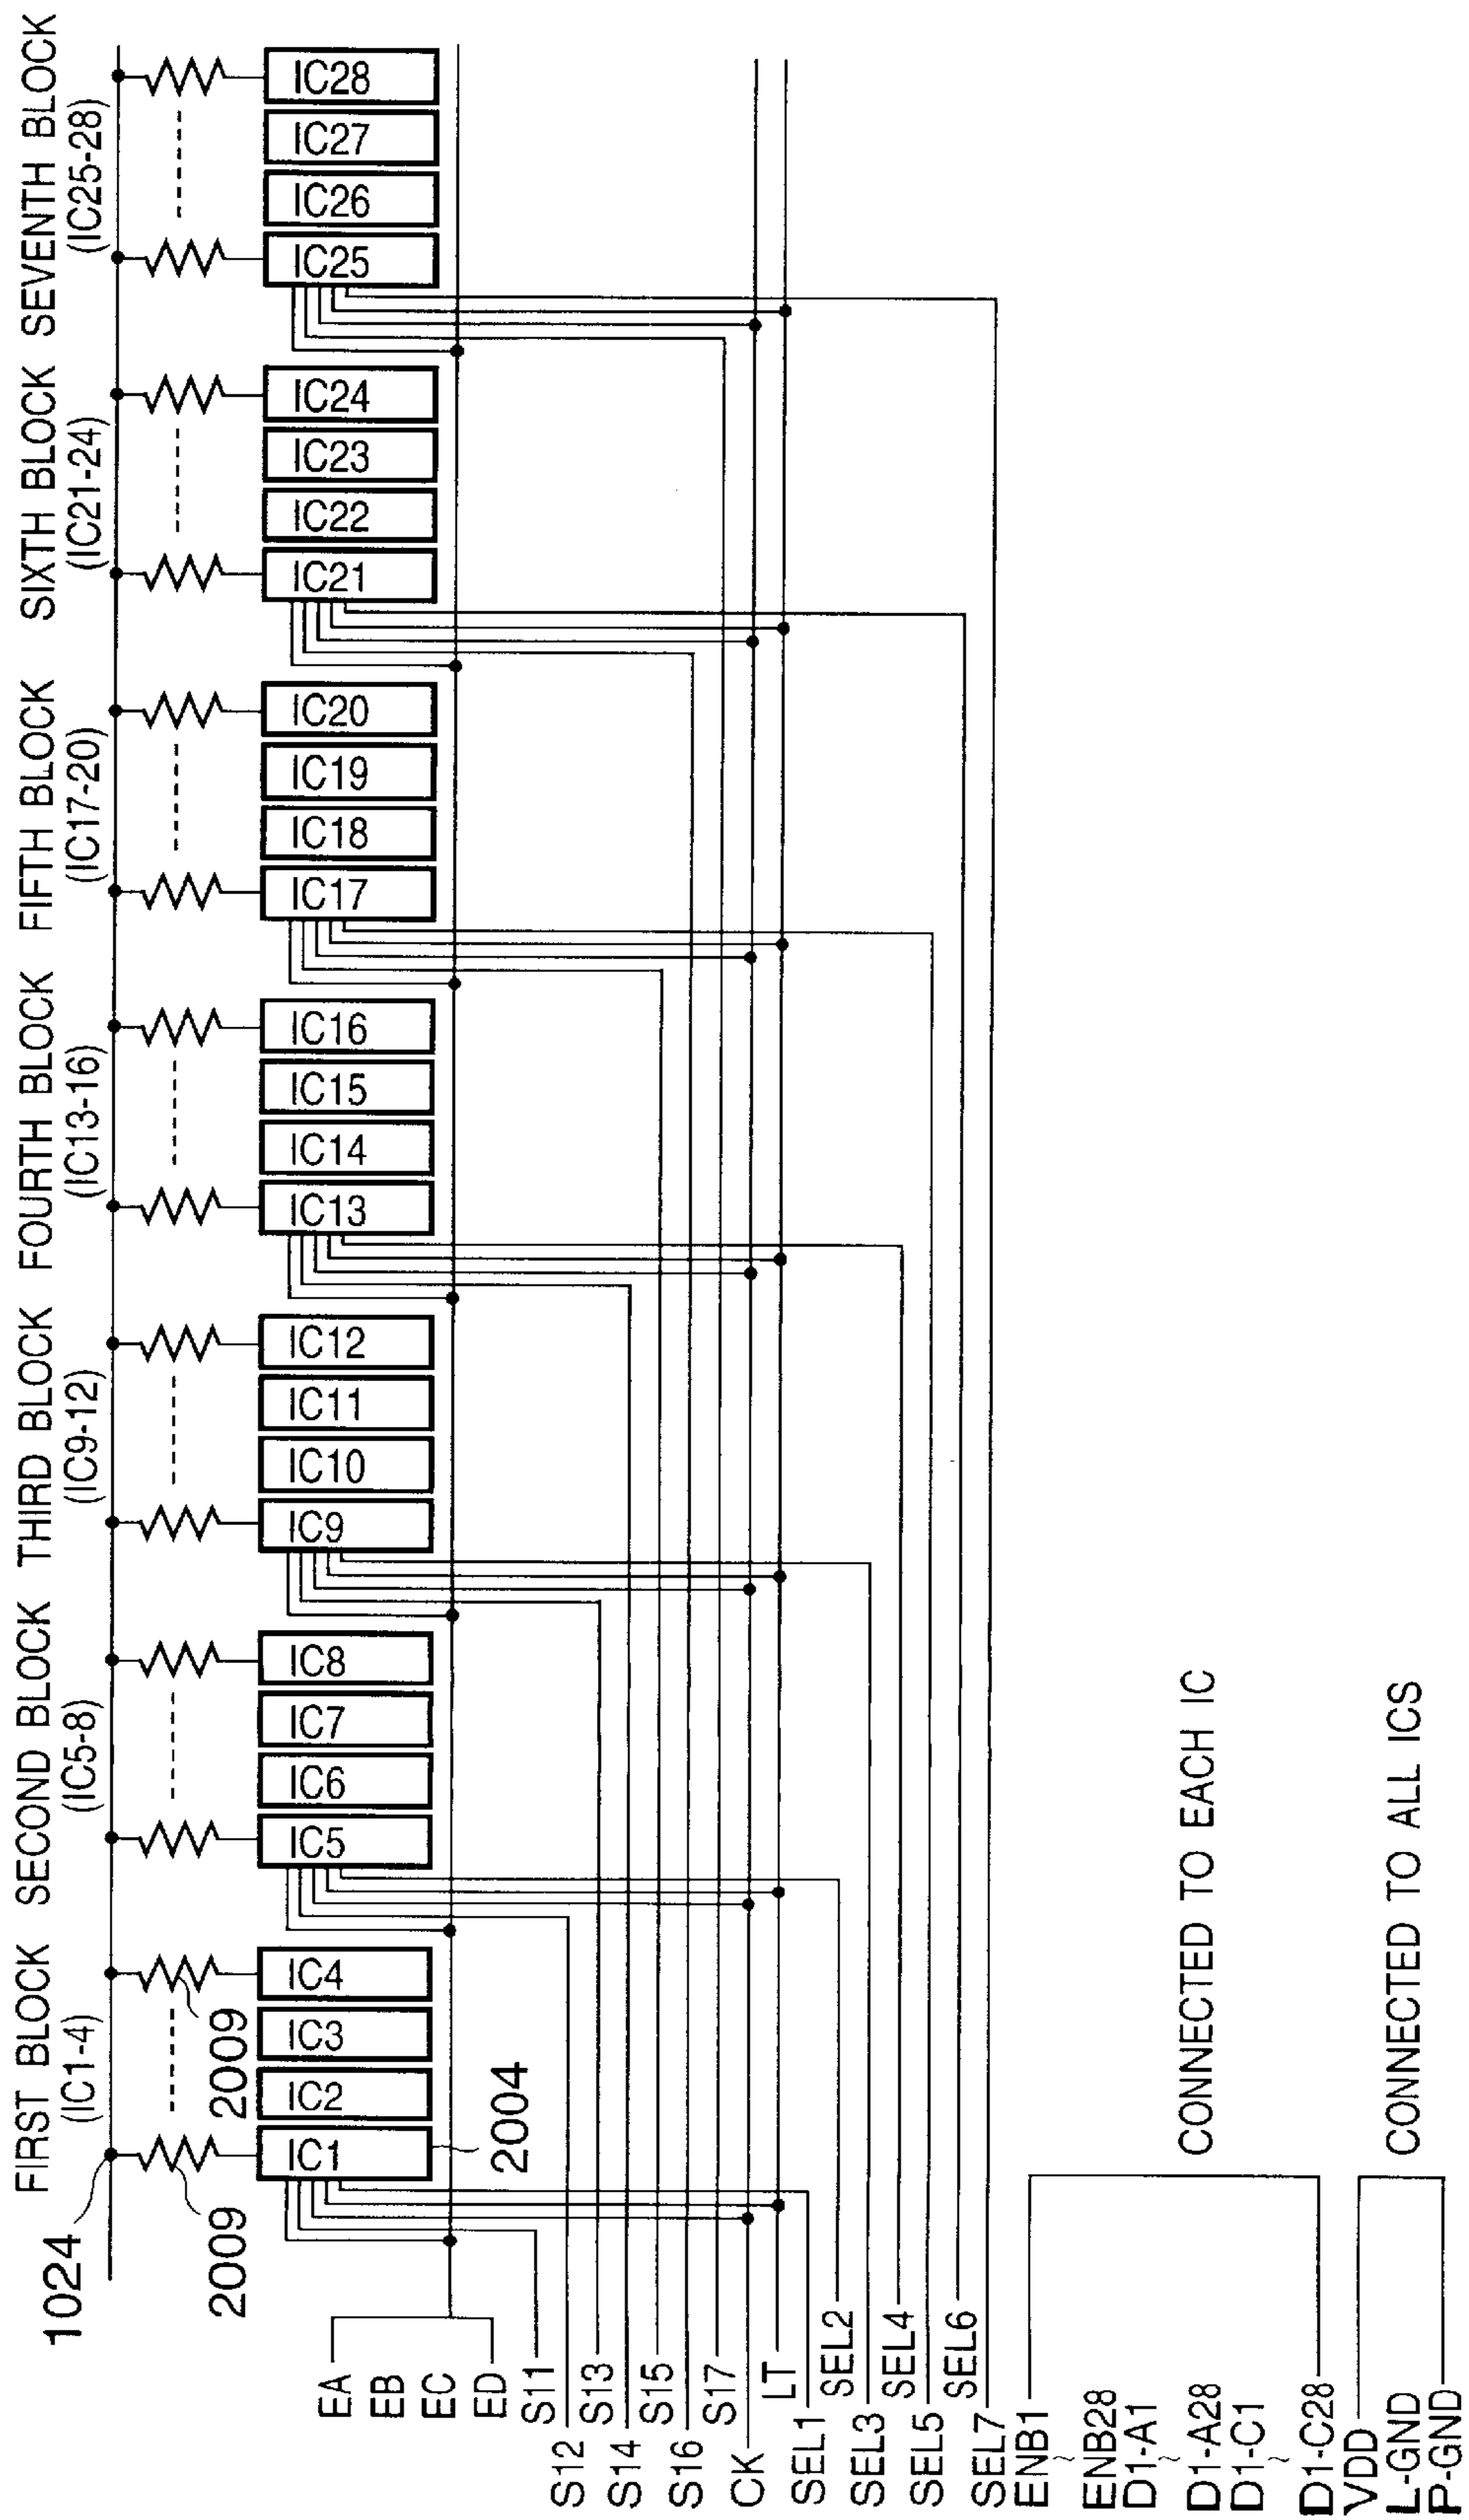 FIRST BLOCK
(IC1-4)
SECOND BLOCK
(IC5-8)
THIRD BLOCK
(IC9-12)
FOURTH BLOCK
(IC13-16)
FIFTH BLOCK
(IC17-20)
SIXTH BLOCK
(IC21-24)
SEVENTH BLOCK
(IC25-28)
1024
2009
2009
IC1
IC2
IC3
IC4
IC5
IC6
IC7
IC8
IC9
IC10
IC11
IC12
IC13
IC14
IC15
IC16
IC17
IC18
IC19
IC20
IC21
IC22
IC23
IC24
IC25
IC26
IC27
IC28
2004
EA
EB
EC
ED
S11
S12
S13
S14
S15
S16
S17
CK
LT
SEL1
SEL2
SEL3
SEL4
SEL5
SEL6
SEL7
ENB1
~
ENB28
D1-A1
~
D1-A28
D1-C1
~
D1-C28
CONNECTED TO EACH IC
VDD
L-GND
P-GND
CONNECTED TO ALL ICS